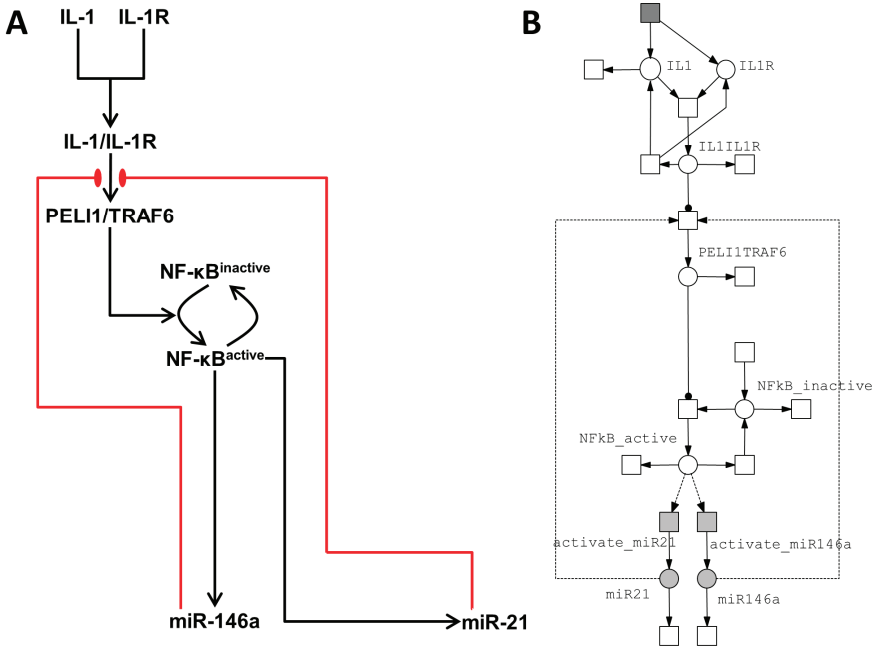 A
IL-1 IL-1R
IL-1/IL-1R
PELI1/TRAF6
NF-κBinactive
NF-κBactive
miR-146a
miR-21
B
IL1
IL1R
IL1IL1R
PELI1TRAF6
NFkB_inactive
NFkB_active
activate_miR21
activate_miR146a
miR21
miR146a